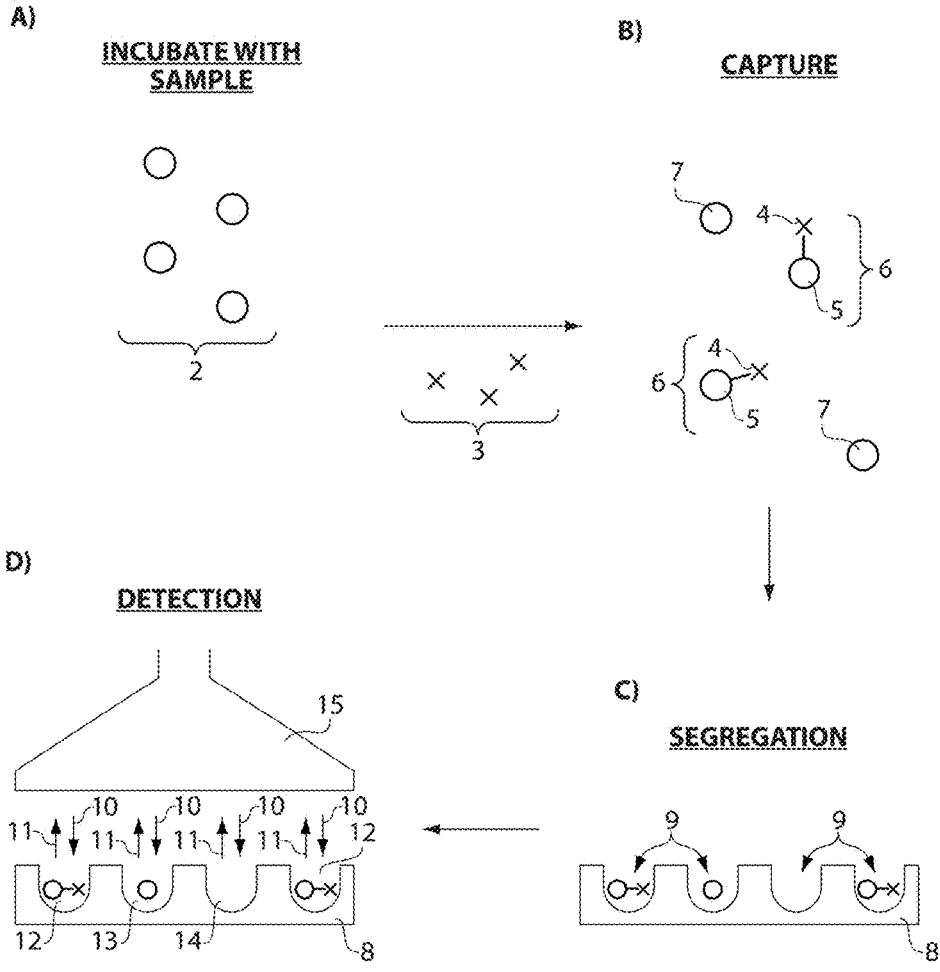 A)
INCUBATE WITH
SAMPLE
2
3
B)
CAPTURE
7
4
6
5
4
6
5
7
D)
DETECTION
15
10 10 10 10
11 11 11 11 12
12 13 14 8
C)
SEGREGATION
9 9
8